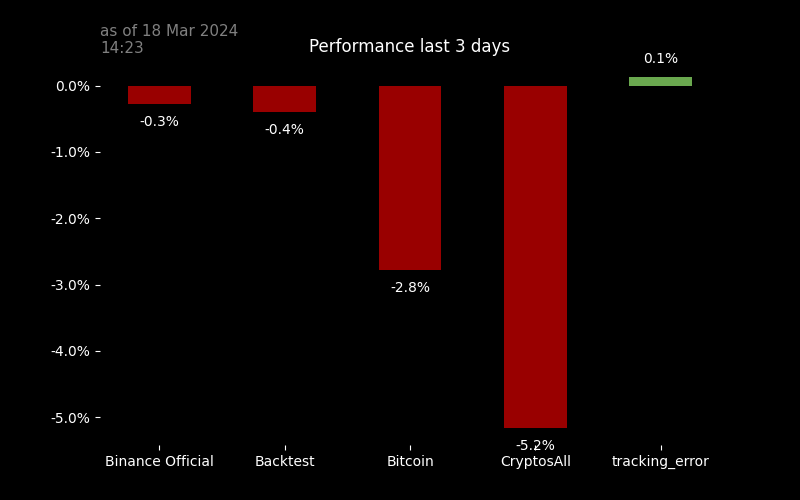 as of 18 Mar 2024
14:23
Performance last 3 days
0.1%
0.0%
-0.3%
-0.4%
-1.0%
-2.0%
-2.8%
-3.0%
-4.0%
-5.0%
-5.2%
Binance Official
Backtest
Bitcoin
CryptosAll
tracking_error